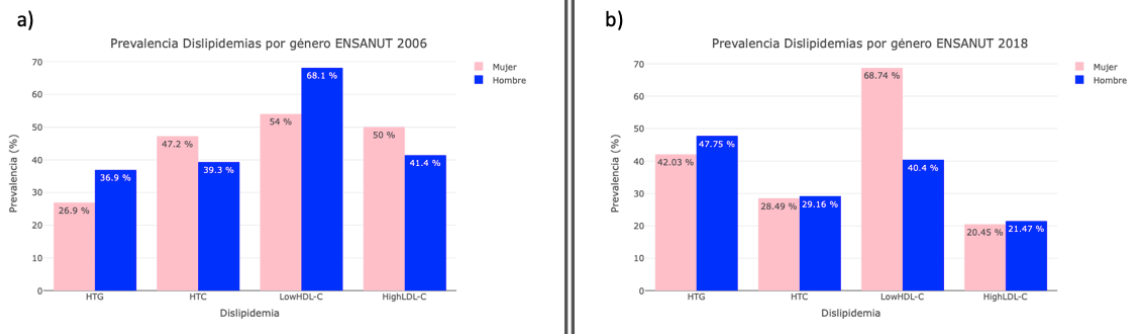 a)
Prevalencia Dislipidemias por género ENSANUT 2006
Mujer
Hombre
70
60
50
40
30
20
10
0
Prevalencia (%)
26.9 %
36.9 %
47.2 %
39.3 %
54 %
68.1 %
50 %
41.4 %
HTG
HTC
LowHDL-C
HighLDL-C
Dislipidemia
b)
Prevalencia Dislipidemias por género ENSANUT 2018
Mujer
Hombre
70
60
50
40
30
20
10
0
Prevalencia (%)
42.03 %
47.75 %
28.49 %
29.16 %
68.74 %
40.4 %
20.45 %
21.47 %
HTG
HTC
LowHDL-C
HighLDL-C
Dislipidemia